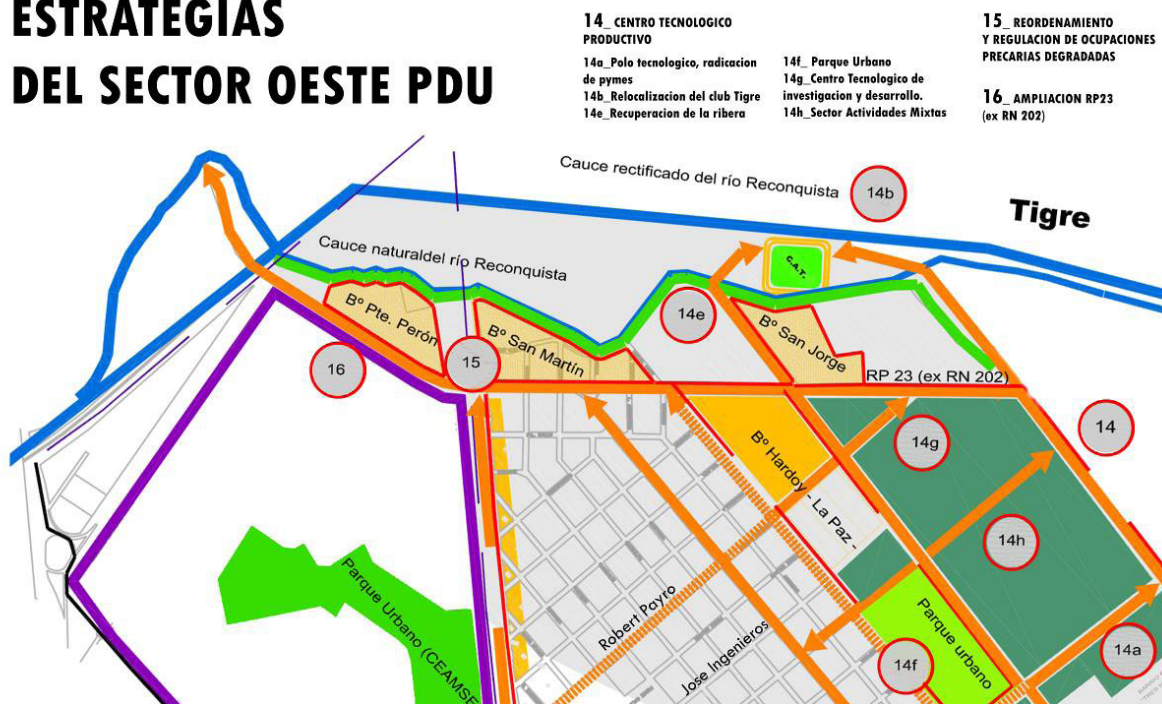 ESTRATEGIAS
DEL SECTOR OESTE PDU
14_ CENTRO TECNOLOGICO
PRODUCTIVO
14a_Polo tecnologico, radicacion
de pymes
14b_Relocalizacion del club Tigre
14e_Recuperacion de la ribera
14f_ Parque Urbano
14g_Centro Tecnologico de
investigacion y desarrollo.
14h_Sector Actividades Mixtas
15_ REORDENAMIENTO
Y REGULACION DE OCUPACIONES
PRECARIAS DEGRADADAS
16_ AMPLIACION RP23
(ex RN 202)
Cauce rectificado del río Reconquista
14b
Tigre
Cauce naturaldel río Reconquista
C.A.T.
Bº Pte. Perón
14e
Bº San Martín
Bº San Jorge
16
15
RP 23 (ex RN 202)
14
14g
Bº Hardoy - La Paz -
14h
Parque Urbano (CEAMSE
Robert Payro
Jose Ingenieros
Parque urbano
14f
14a